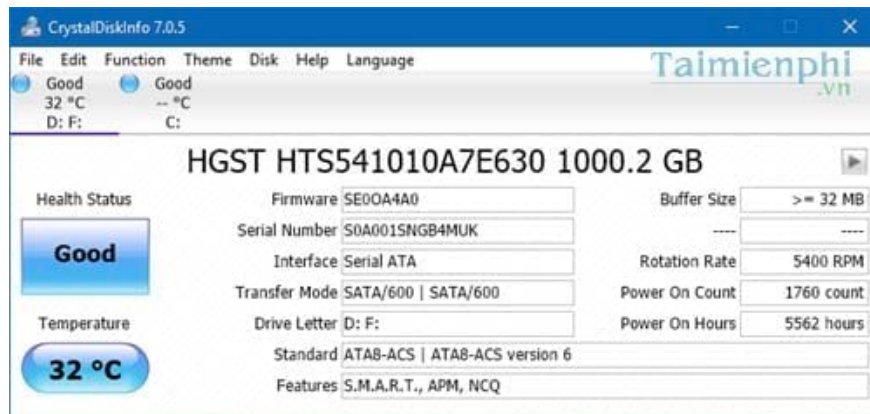 CrystalDiskInfo 7.0.5
File Edit Function Theme Disk Help Language
Taimienphi
.vn
Good Good
32 °C -- °C
D: F: C:
HGST HTS541010A7E630 1000.2 GB
Health Status Firmware SE0OA4A0 Buffer Size >= 32 MB
Serial Number S0A001SNGB4MUK ---- ----
Good Interface Serial ATA Rotation Rate 5400 RPM
Transfer Mode SATA/600 | SATA/600 Power On Count 1760 count
Temperature Drive Letter D: F: Power On Hours 5562 hours
Standard ATA8-ACS | ATA8-ACS version 6
32 °C
Features S.M.A.R.T., APM, NCQ